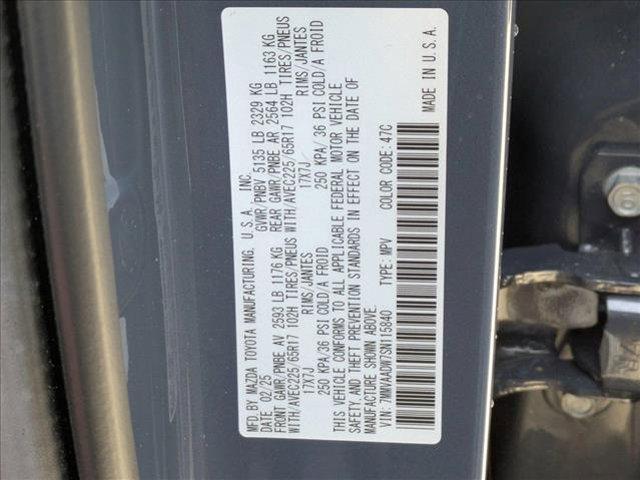 MFD.BY MAZDA TOYOTA MANUFACTURING, U.S.A., INC.
DATE 02/25 GVWR/PNBV 5135 LB 2329 KG
FRONT GAWR/PNBE AV 2593 LB 1176 KG REAR GAWR/PNBE AR 2564 LB 1163 KG
WITH/AVEC225/65R17 102H TIRES/PNEUS WITH/AVEC225/65R17 102H TIRES/PNEUS
17X7J RIMS/JANTES 17X7J RIMS/JANTES
250 KPA/36 PSI COLD/A FROID 250 KPA/ 36 PSI COLD/A FROID
THIS VEHICLE CONFORMS TO ALL APPLICABLE FEDERAL MOTOR VEHICLE
SAFETY AND THEFT PREVENTION STANDARDS IN EFFECT ON THE DATE OF
MANUFACTURE SHOWN ABOVE.
VIN: 7MMVAADW7SN115840 TYPE: MPV COLOR CODE: 47C
MADE IN U.S.A.